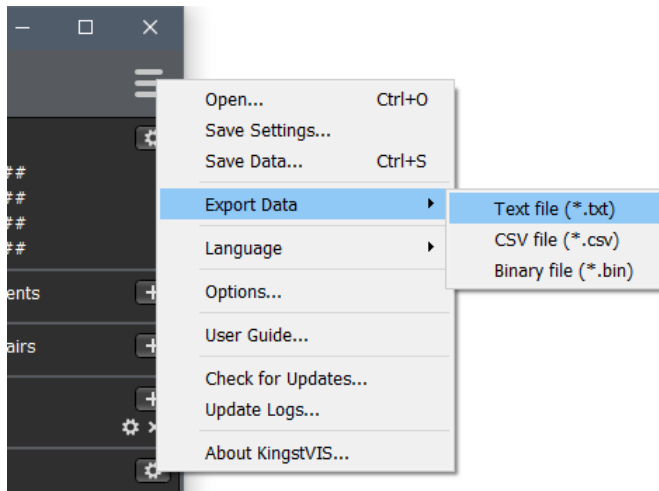 Open... Ctrl+O
Save Settings...
Save Data... Ctrl+S
##
##
##
##
Export Data
Text file (*.txt)
CSV file (*.csv)
Binary file (*.bin)
Language
ents
Options...
User Guide...
airs
Check for Updates...
Update Logs...
About KingstVIS...